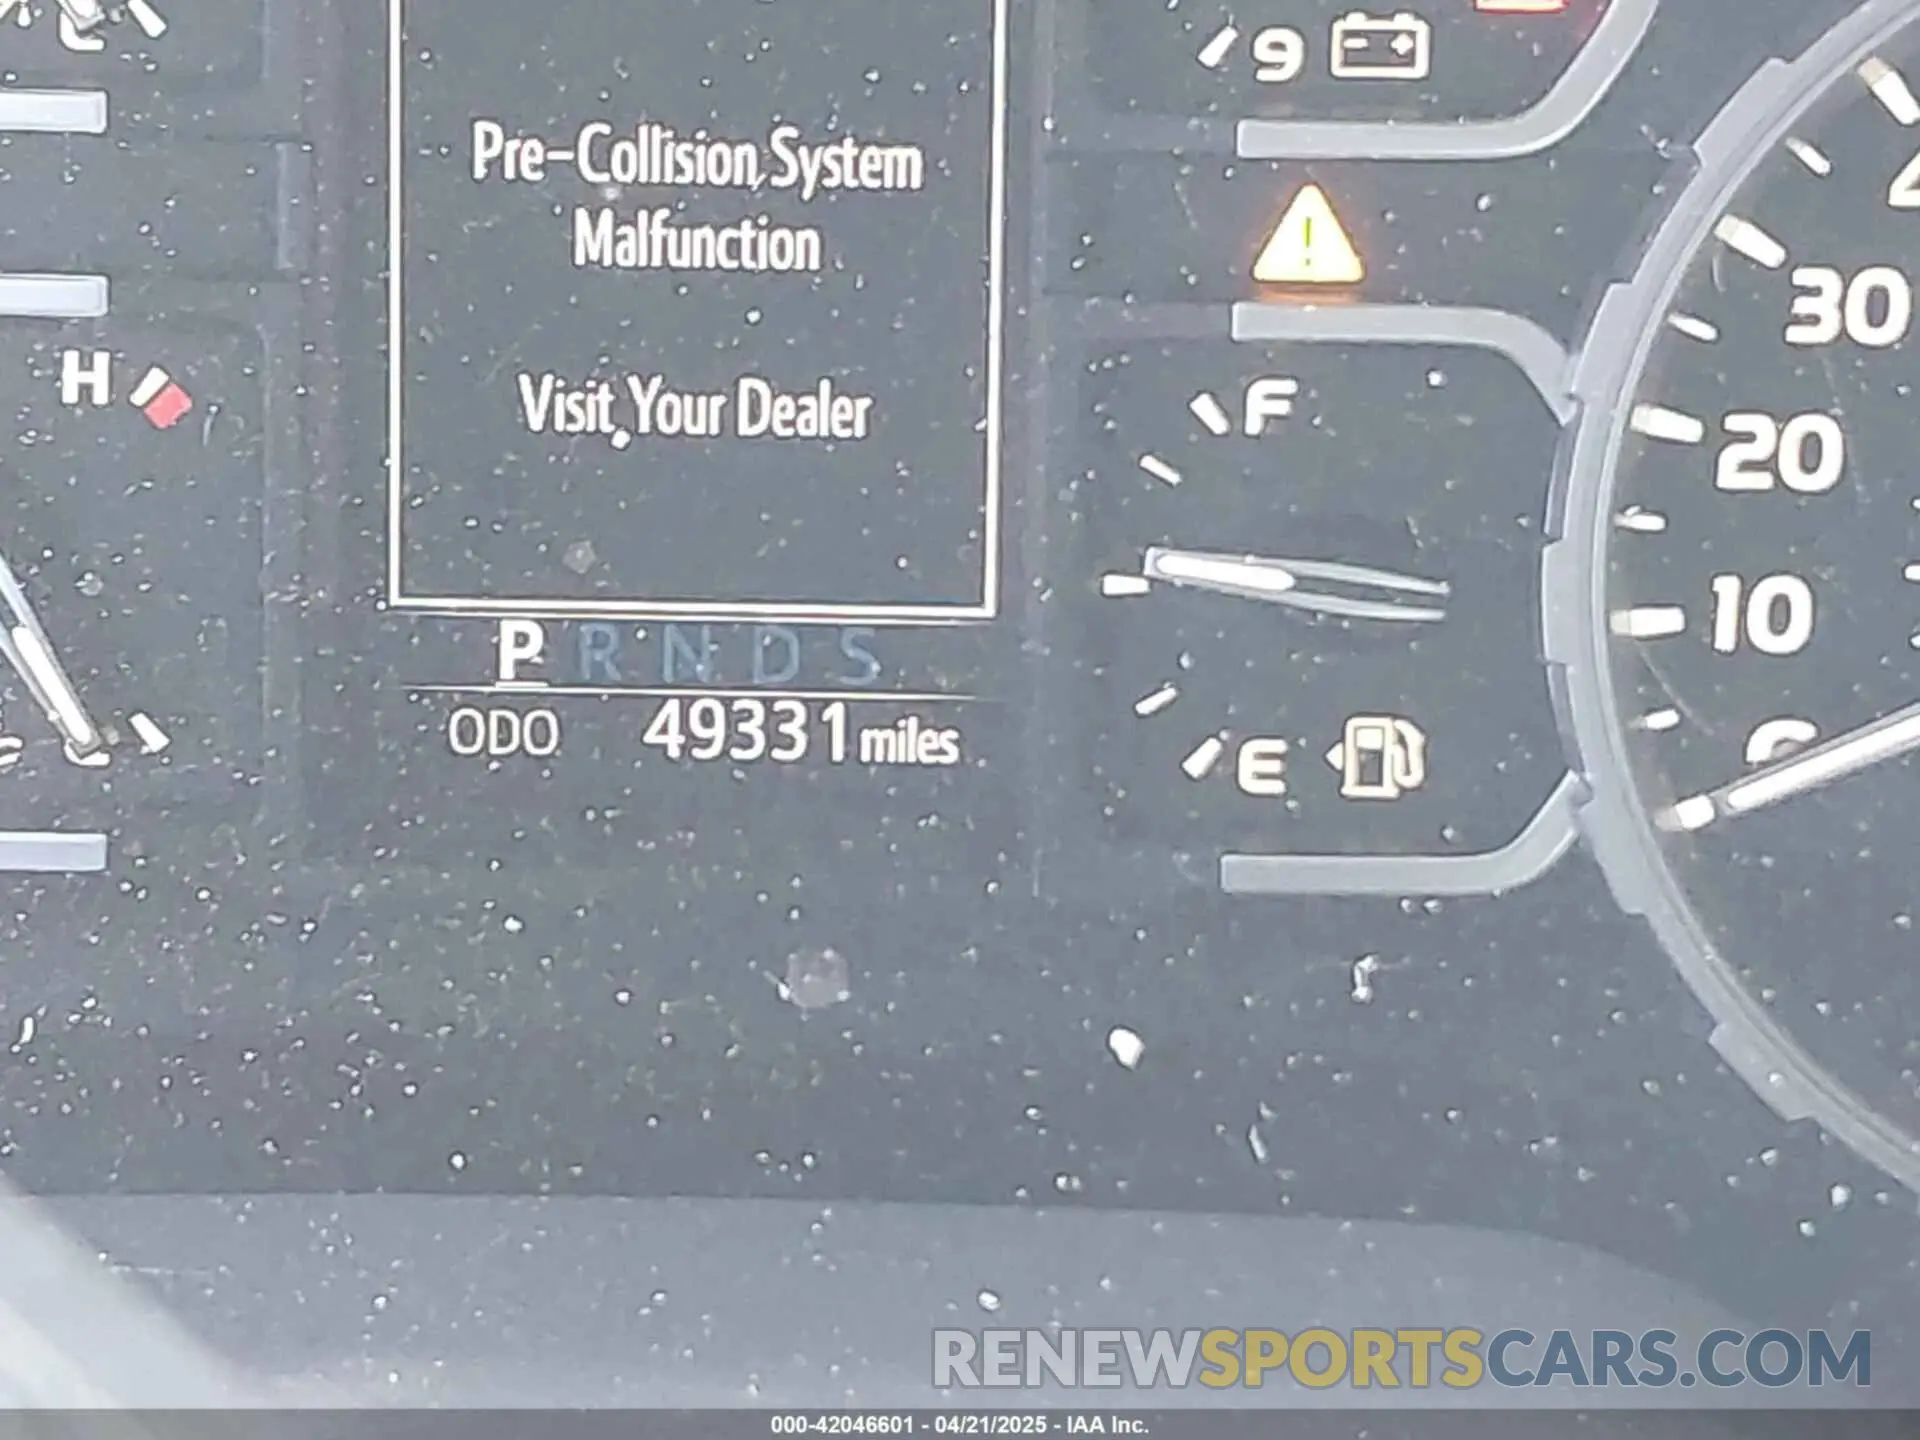 9
Pre-Collision System
Malfunction
30
H
F
Visit Your Dealer
20
10
P R N D S
ODO 49331 miles
E
RENEWSPORTSCARS.COM
000-42046601 - 04/21/2025 - IAA Inc.